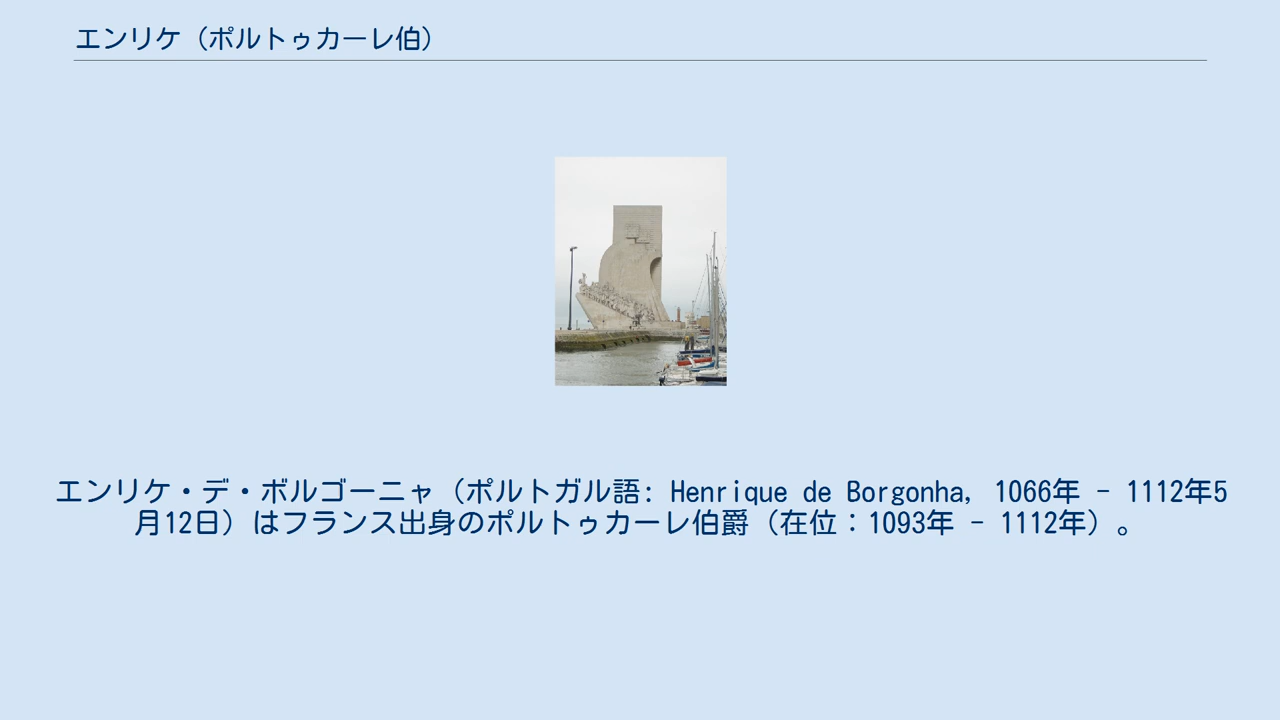 エンリケ（ポルトゥカーレ伯）
エンリケ・デ・ボルゴーニャ（ポルトガル語: Henrique de Borgonha, 1066年 - 1112年5
月12日）はフランス出身のポルトゥカーレ伯爵（在位：1093年 - 1112年）。